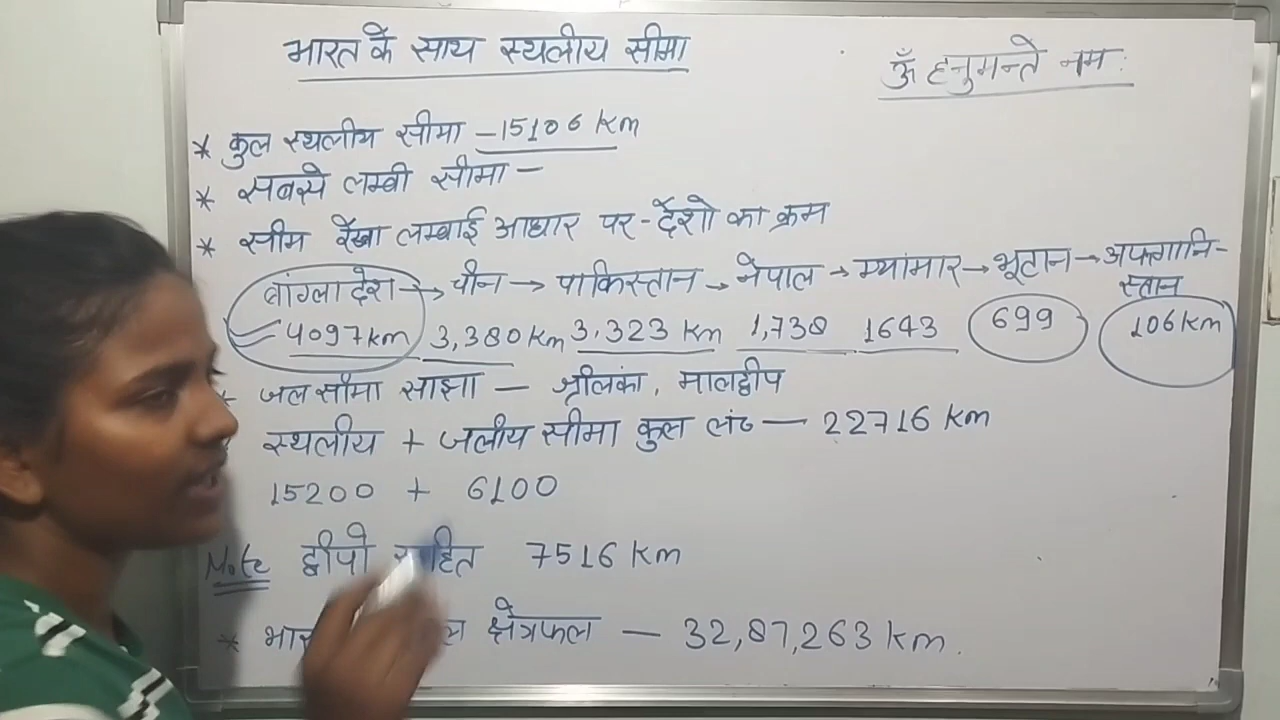 भारत के साथ स्थलीय सीमा
ॐ हनुमन्ते नमः
* कुल स्थलीय सीमा – 15106 km
* सबसे लम्बी सीमा –
* सीम रेखा लम्बाई आधार पर - देशो का क्रम
बांग्लादेश → चीन → पाकिस्तान → नेपाल → म्यांमार → भूटान → अफगानि-
स्तान
4097km 3,380 km 3,323 km 1,738 1643 699 106 km
* जल सीमा साझा – श्रीलंका, मालद्वीप
स्थलीय + जलीय सीमा कुल लं० – 22716 km
15200 + 6100
Note द्वीपो सहित 7516 km
* क्षेत्रफल – 32,87,263 km.